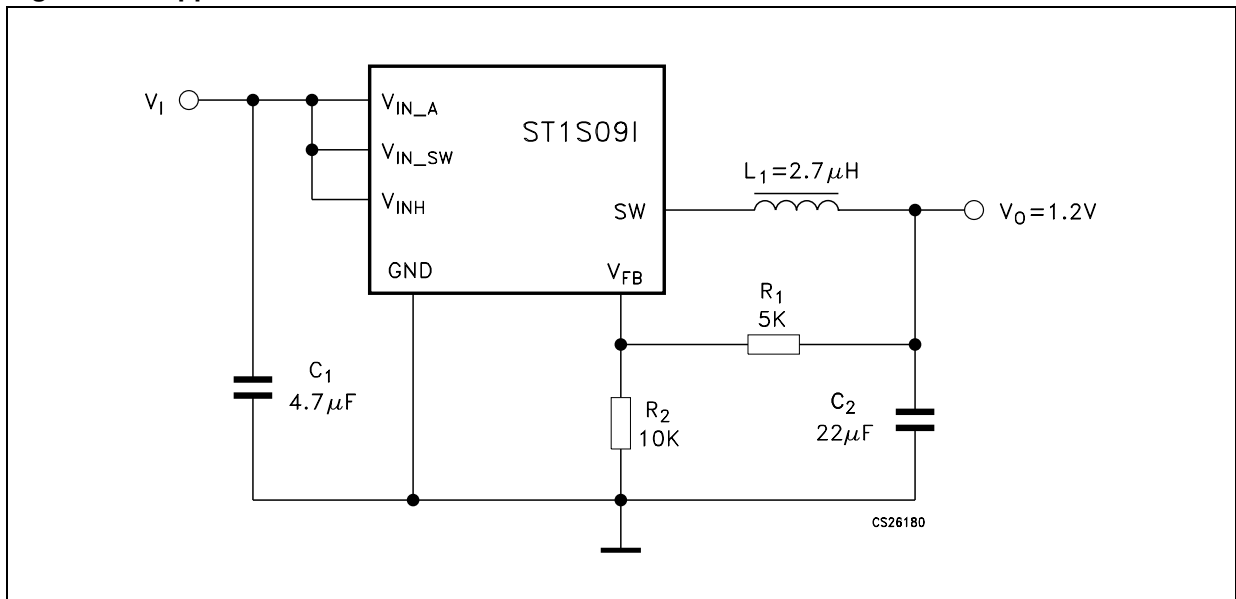 V_I
V_IN_A
V_IN_SW
V_INH
ST1S09I
SW
GND
V_FB
L_1=2.7μH
V_O=1.2V
R_1
5K
C_1
4.7μF
R_2
10K
C_2
22μF
CS26180